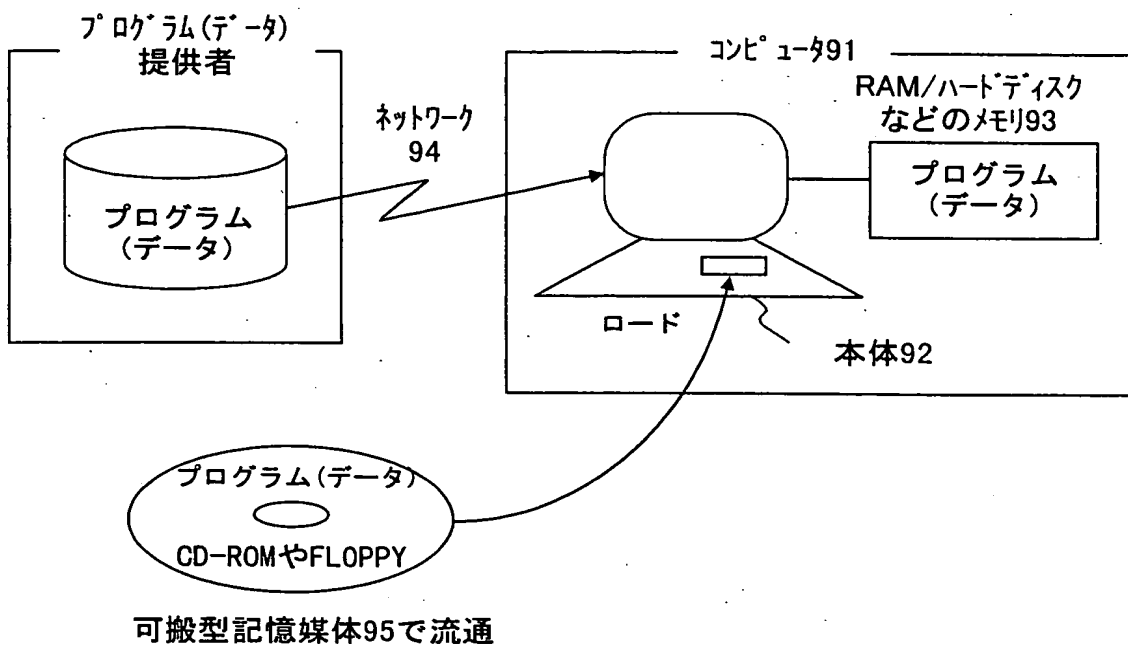 プログラム(データ)
提供者
プログラム
(データ)
ネットワーク
94
コンピュータ91
RAM/ハードディスク
などのメモリ93
プログラム
(データ)
ロード
本体92
プログラム(データ)
CD-ROMやFLOPPY
可搬型記憶媒体95で流通